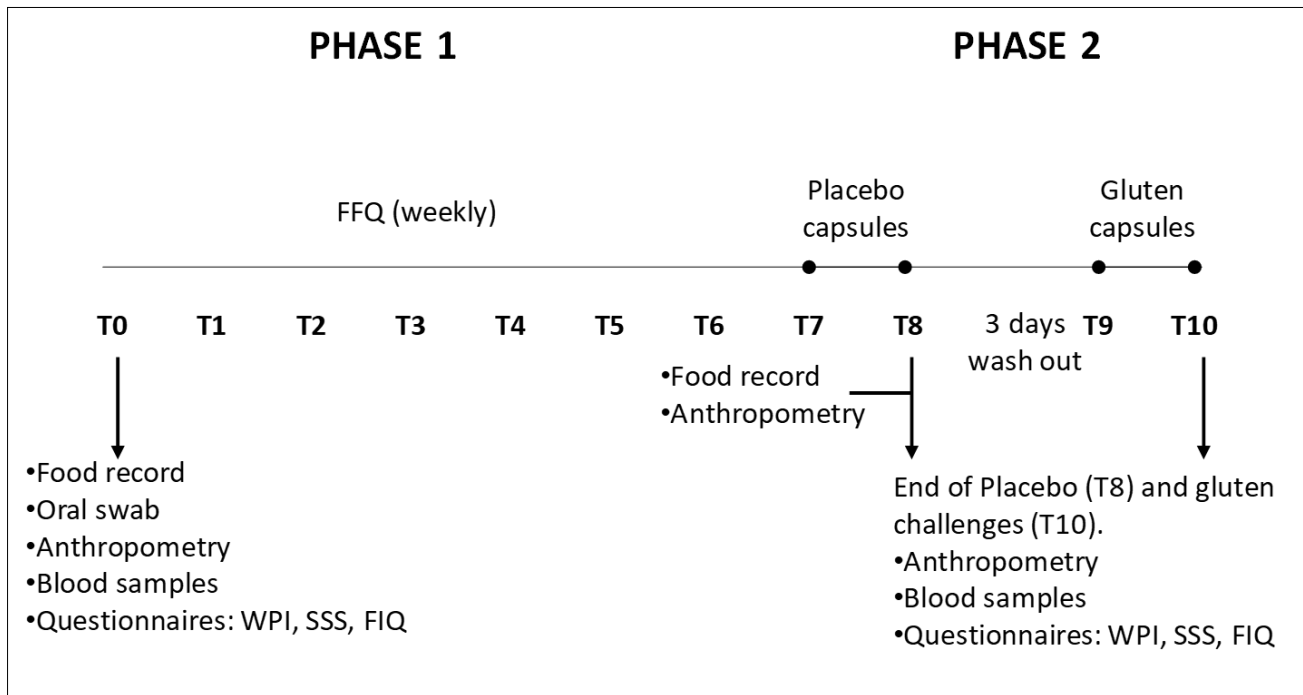 PHASE 1
PHASE 2
FFQ (weekly)
Placebo
capsules
Gluten
capsules
T0 T1 T2 T3 T4 T5 T6 T7 T8 3 days T9 T10
wash out
•Food record
•Anthropometry
•Food record
•Oral swab
•Anthropometry
•Blood samples
•Questionnaires: WPI, SSS, FIQ
End of Placebo (T8) and gluten
challenges (T10).
•Anthropometry
•Blood samples
•Questionnaires: WPI, SSS, FIQ